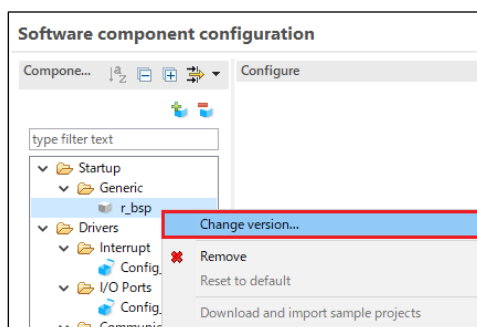 Software component configuration
Compone...
Configure
type filter text
Startup
Generic
r_bsp
Change version...
Drivers
Interrupt
Remove
Config_
Reset to default
I/O Ports
Config_
Download and import sample projects